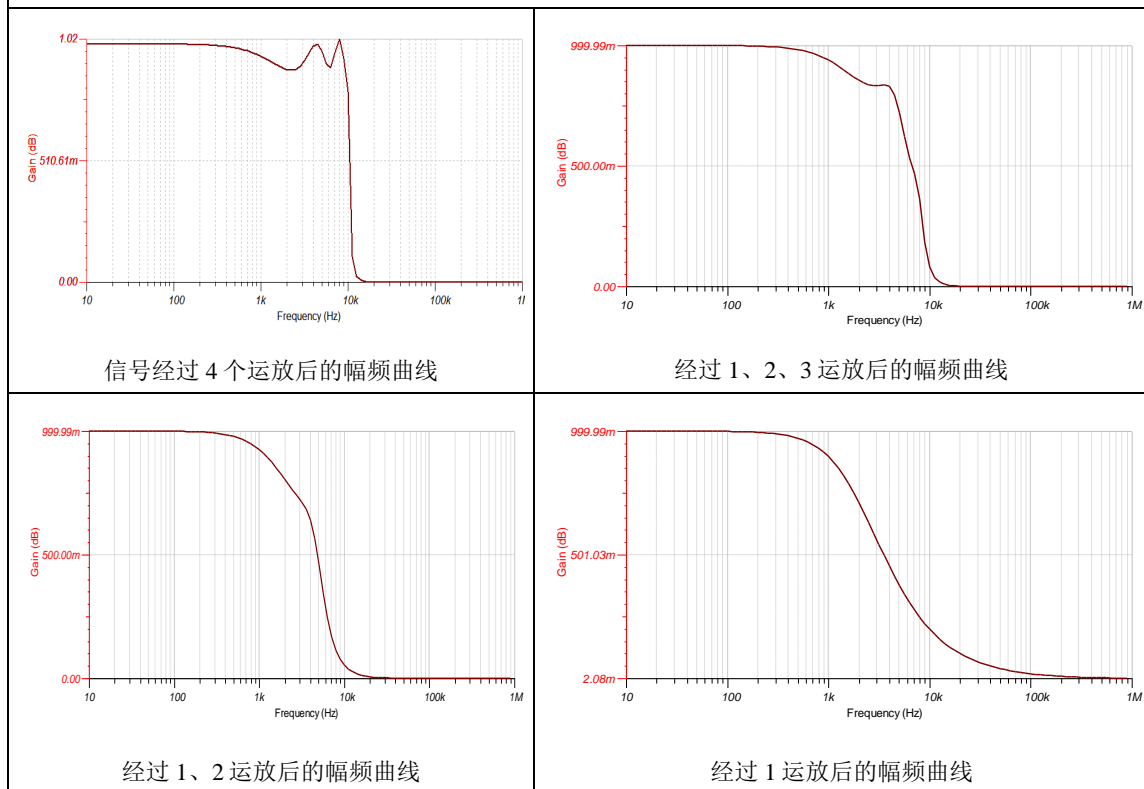 1.02
510.61m
0.00
Gain (dB)
10 100 1k 10k 100k 1
Frequency (Hz)
信号经过 4 个运放后的幅频曲线
999.99m
500.00m
0.00
Gain (dB)
10 100 1k 10k 100k 1M
Frequency (Hz)
经过 1、2、3 运放后的幅频曲线
999.99m
500.00m
0.00
Gain (dB)
10 100 1k 10k 100k 1M
Frequency (Hz)
经过 1、2 运放后的幅频曲线
999.99m
501.03m
2.08m
Gain (dB)
10 100 1k 10k 100k 1M
Frequency (Hz)
经过 1 运放后的幅频曲线